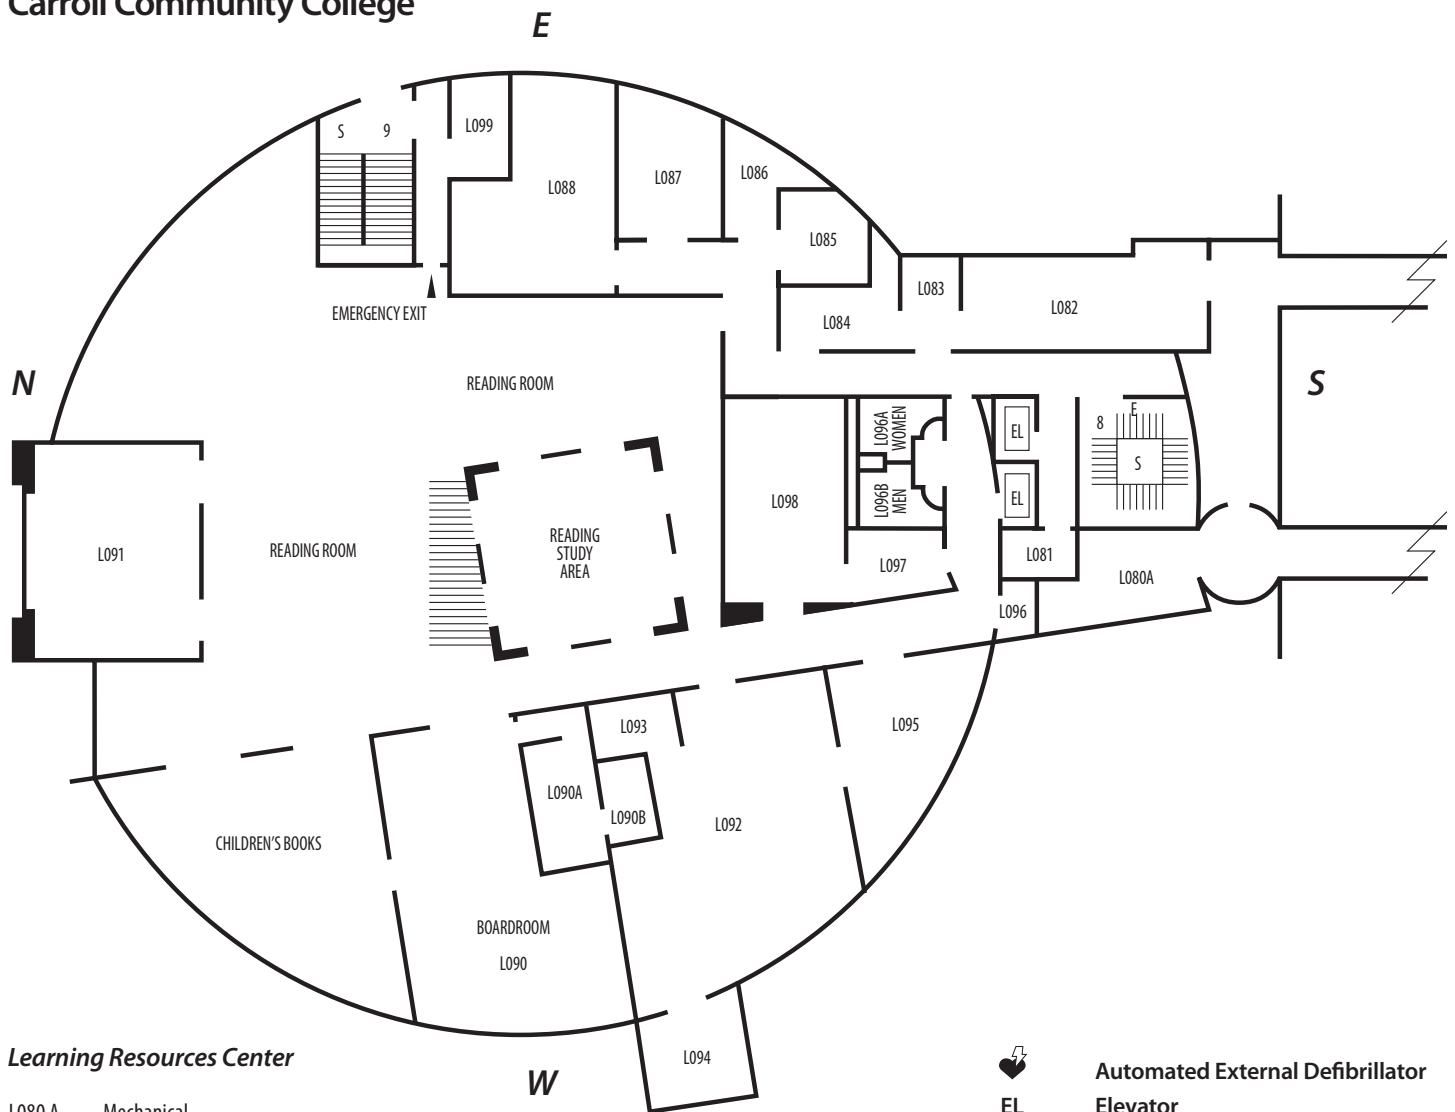 Carroll Community College
E
S 9
L099
L088
L087
L086
L085
L083
L082
L084
EMERGENCY EXIT
N
READING ROOM
S
L096A
WOMEN
EL
8
E
S
L096B
MEN
EL
L098
L091
READING ROOM
READING
STUDY
AREA
L097
L081
L080A
L096
L093
L095
L090A
L090B
L092
CHILDREN'S BOOKS
BOARDROOM
L090
L094
W
Learning Resources Center
L080 A Mechanical
Automated External Defibrillator
EL Elevator